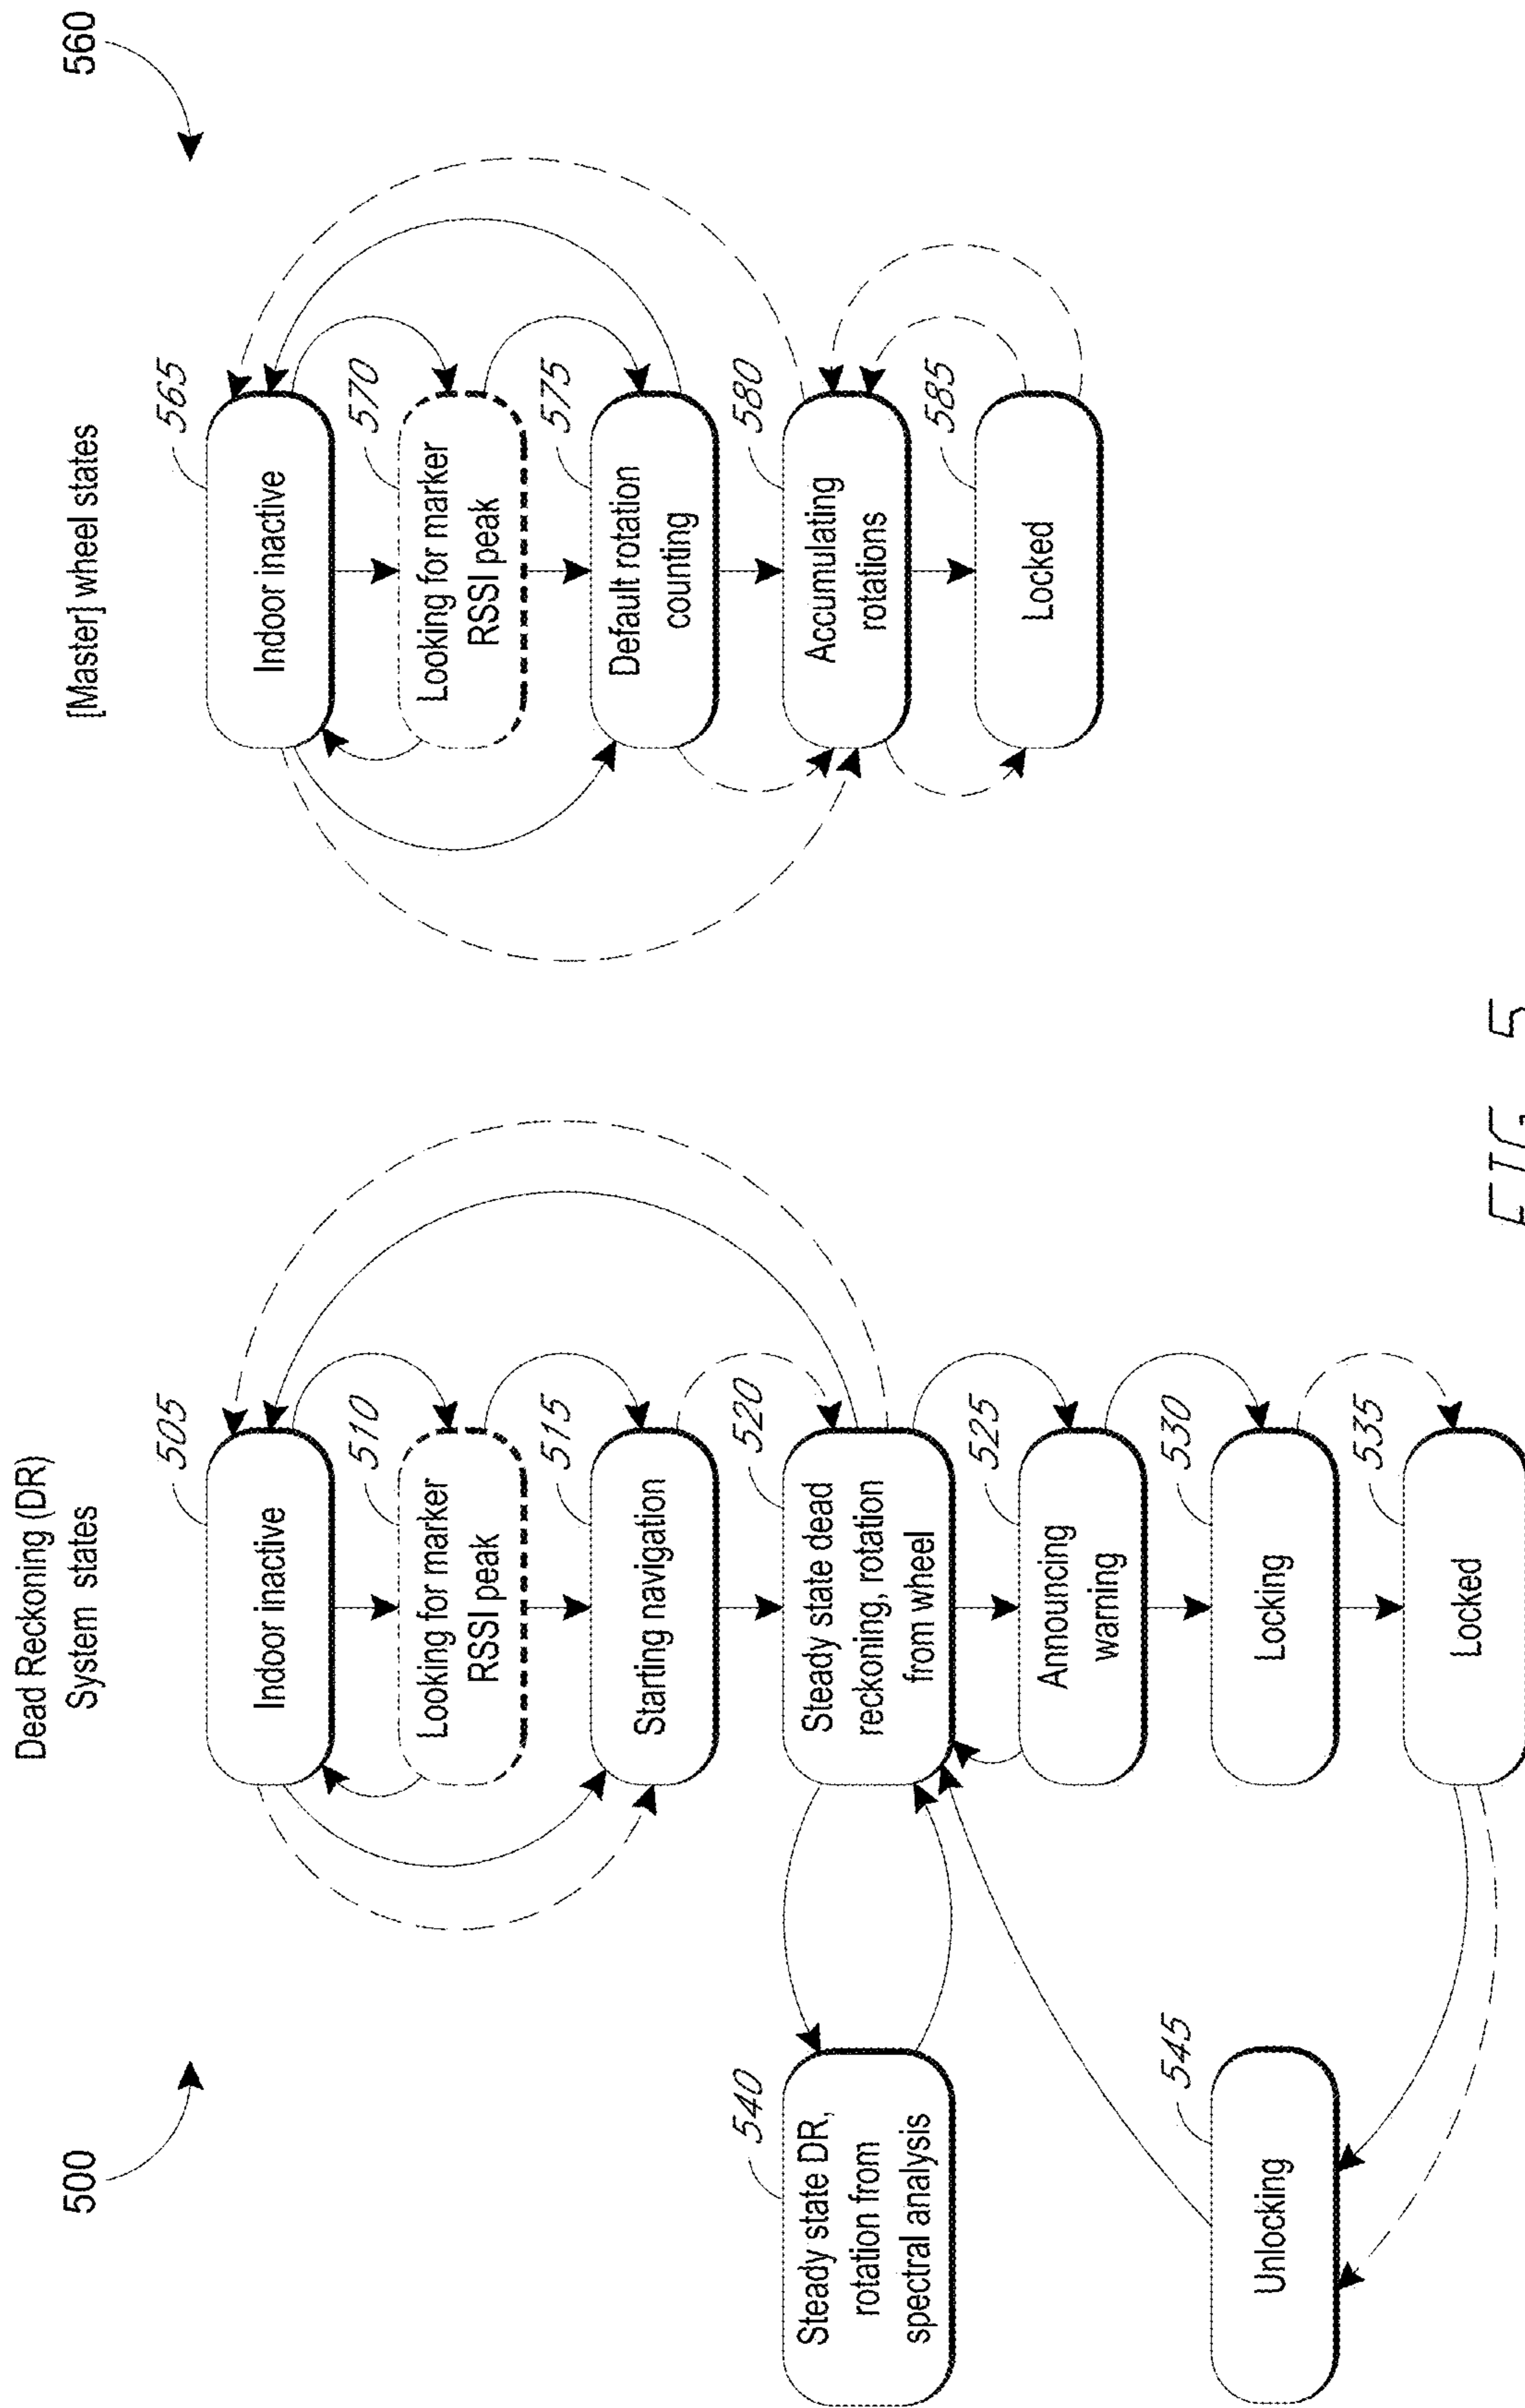 500
Dead Reckoning (DR)
System states
505
Indoor inactive
510
Looking for marker
RSSI peak
515
Starting navigation
520
Steady state dead
reckoning, rotation
from wheel
525
Announcing
warning
530
Locking
535
Locked
540
Steady state DR,
rotation from
spectral analysis
545
Unlocking
560
[Master] wheel states
565
Indoor inactive
570
Looking for marker
RSSI peak
575
Default rotation
counting
580
Accumulating
rotations
585
Locked
FIG. 5